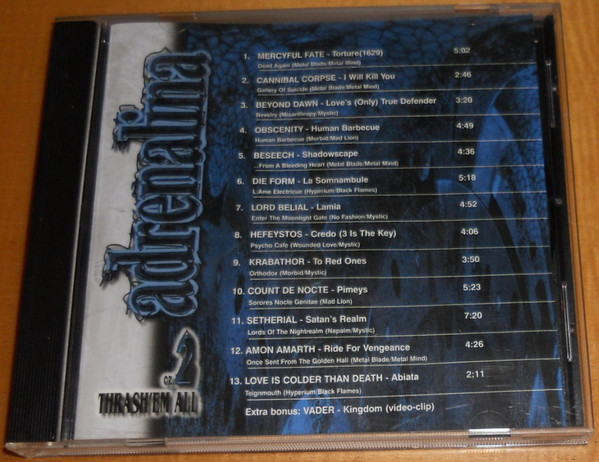 adrenalina
cz. 2
THRASH'EM ALL
1. MERCYFUL FATE - Torture(1629) 5:02
Dead Again (Metal Blade/Metal Mind)
2. CANNIBAL CORPSE - I Will Kill You 2:46
Gallery Of Suicide (Metal Blade/Metal Mind)
3. BEYOND DAWN - Love's (Only) True Defender 3:20
Revelry (Misanthropy/Mystic)
4. OBSCENITY - Human Barbecue 4:49
Human Barbecue (Morbid/Mad Lion)
5. BESEECH - Shadowscape 4:36
...From A Bleeding Heart (Metal Blade/Metal Mind)
6. DIE FORM - La Somnambule 5:18
L'Ame Electricue (Hyperium/Black Flames)
7. LORD BELIAL - Lamia 4:52
Enter The Moonlight Gate (No Fashion/Mystic)
8. HEFEYSTOS - Credo (3 Is The Key) 4:06
Psycho Cafe (Wounded Love/Mystic)
9. KRABATHOR - To Red Ones 3:50
Orthodox (Morbid/Mystic)
10. COUNT DE NOCTE - Pimeys 5:23
Sorores Nocte Genitae (Mad Lion)
11. SETHERIAL - Satan's Realm 7:20
Lords Of The Nightrealm (Napalm/Mystic)
12. AMON AMARTH - Ride For Vengeance 4:26
Once Sent From The Golden Hall (Metal Blade/Metal Mind)
13. LOVE IS COLDER THAN DEATH - Abiata 2:11
Teignmouth (Hyperium/Black Flames)
Extra bonus: VADER - Kingdom (video-clip)